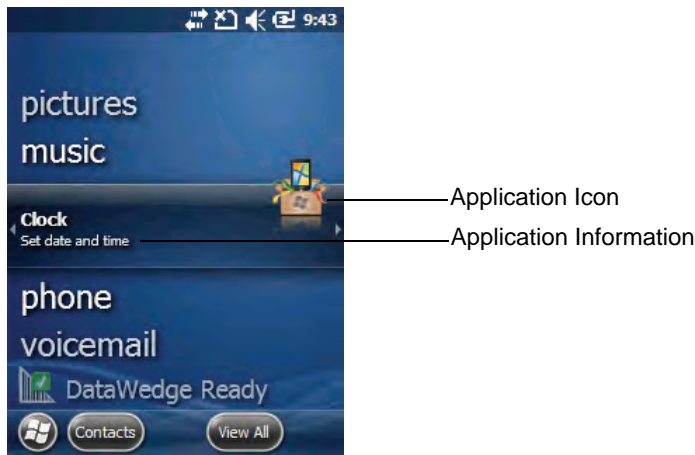 9:43
pictures
music
Application Icon
Clock
Set date and time
Application Information
phone
voicemail
DataWedge Ready
Contacts
View All